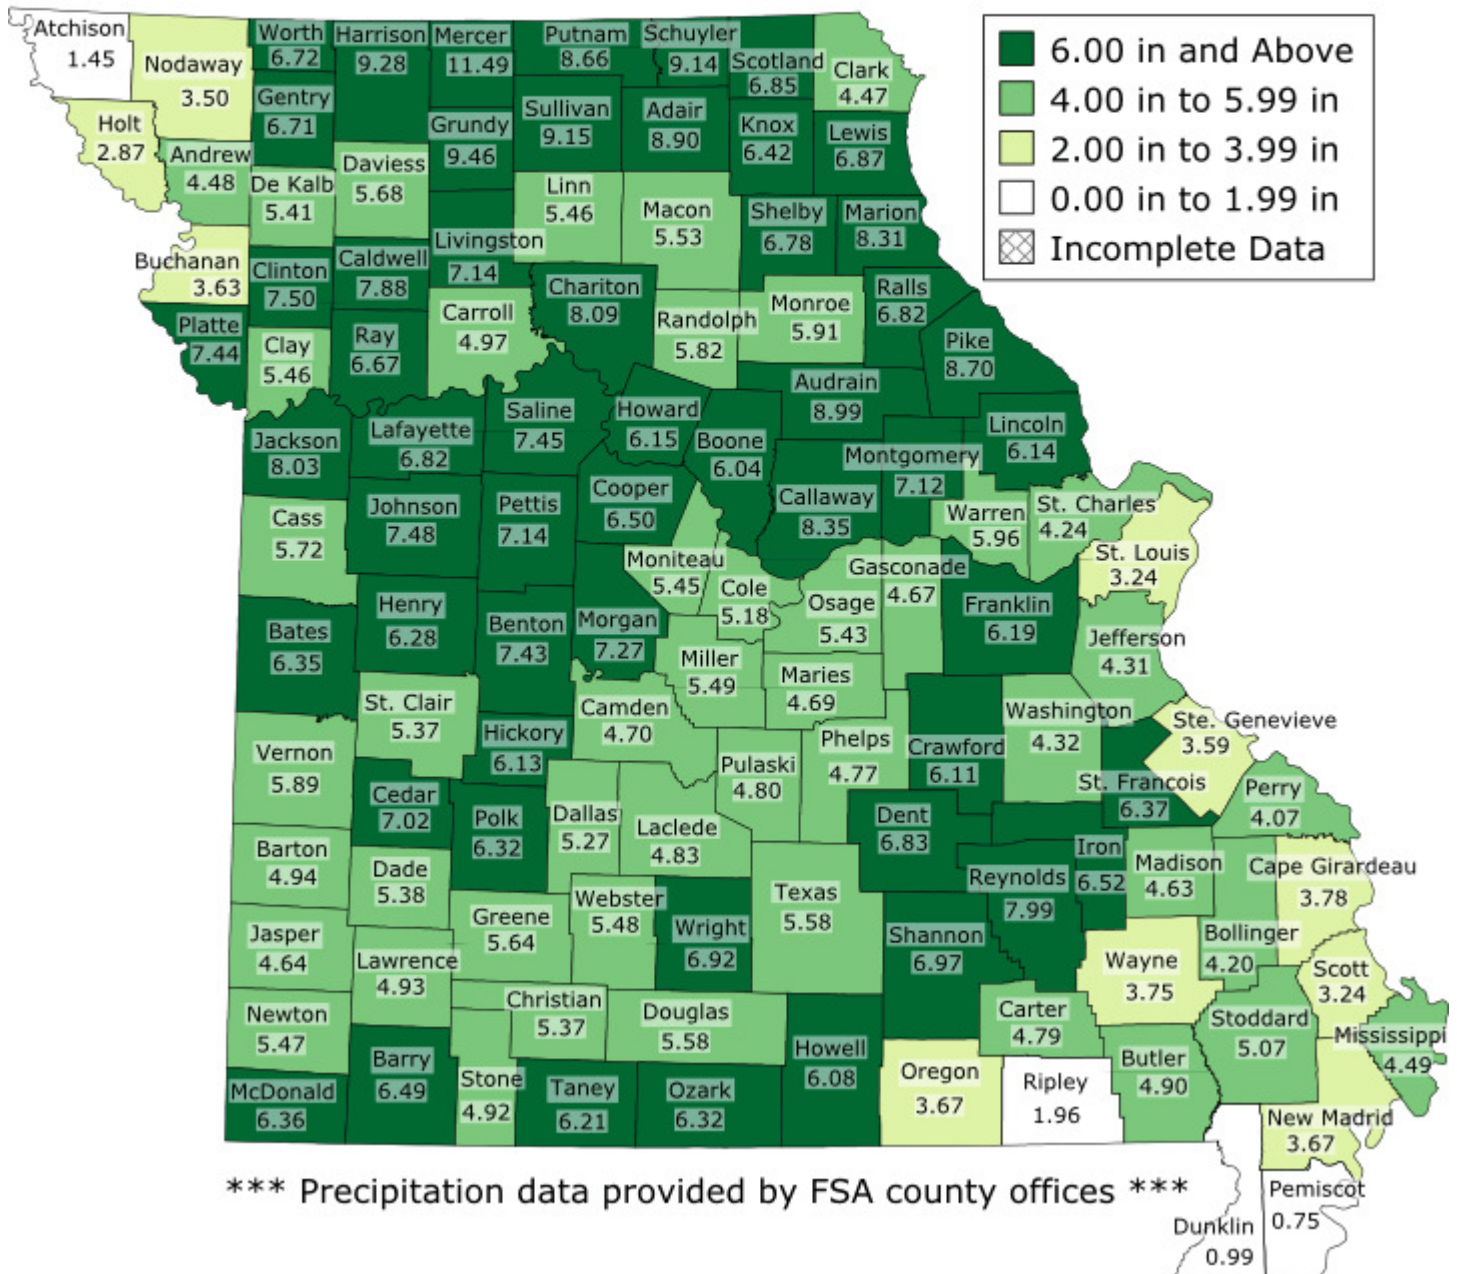 6.00 in and Above
4.00 in to 5.99 in
2.00 in to 3.99 in
0.00 in to 1.99 in
Incomplete Data
Atchison
1.45
Nodaway
3.50
Worth
6.72
Harrison
9.28
Mercer
11.49
Putnam
8.66
Schuyler
9.14
Scotland
6.85
Clark
4.47
Holt
2.87
Andrew
4.48
Gentry
6.71
De Kalb
5.41
Daviess
5.68
Grundy
9.46
Sullivan
9.15
Adair
8.90
Knox
6.42
Lewis
6.87
Linn
5.46
Macon
5.53
Shelby
6.78
Marion
8.31
Buchanan
3.63
Clinton
7.50
Caldwell
7.88
Livingston
7.14
Chariton
8.09
Randolph
5.82
Monroe
5.91
Ralls
6.82
Platte
7.44
Clay
5.46
Ray
6.67
Carroll
4.97
Pike
8.70
Audrain
8.99
Jackson
8.03
Lafayette
6.82
Saline
7.45
Howard
6.15
Boone
6.04
Lincoln
6.14
Montgomery
7.12
Callaway
8.35
Warren
5.96
St. Charles
4.24
St. Louis
3.24
Cass
5.72
Johnson
7.48
Pettis
7.14
Cooper
6.50
Moniteau
5.45
Cole
5.18
Osage
5.43
Gasconade
4.67
Franklin
6.19
Jefferson
4.31
Bates
6.35
Henry
6.28
Benton
7.43
Morgan
7.27
Miller
5.49
Maries
4.69
St. Clair
5.37
Hickory
6.13
Camden
4.70
Pulaski
4.80
Phelps
4.77
Crawford
6.11
Washington
4.32
Ste. Genevieve
3.59
St. Francois
6.37
Perry
4.07
Vernon
5.89
Cedar
7.02
Polk
6.32
Dallas
5.27
Laclede
4.83
Dent
6.83
Iron
6.52
Reynolds
7.99
Madison
4.63
Cape Girardeau
3.78
Bollinger
4.20
Barton
4.94
Dade
5.38
Greene
5.64
Webster
5.48
Wright
6.92
Texas
5.58
Shannon
6.97
Wayne
3.75
Scott
3.24
Jasper
4.64
Lawrence
4.93
Christian
5.37
Douglas
5.58
Howell
6.08
Carter
4.79
Stoddard
5.07
Mississippi
4.49
Newton
5.47
Barry
6.49
Stone
4.92
Taney
6.21
Ozark
6.32
Oregon
3.67
Ripley
1.96
Butler
4.90
New Madrid
3.67
McDonald
6.36
Pemiscot
0.75
Dunklin
0.99
*** Precipitation data provided by FSA county offices ***